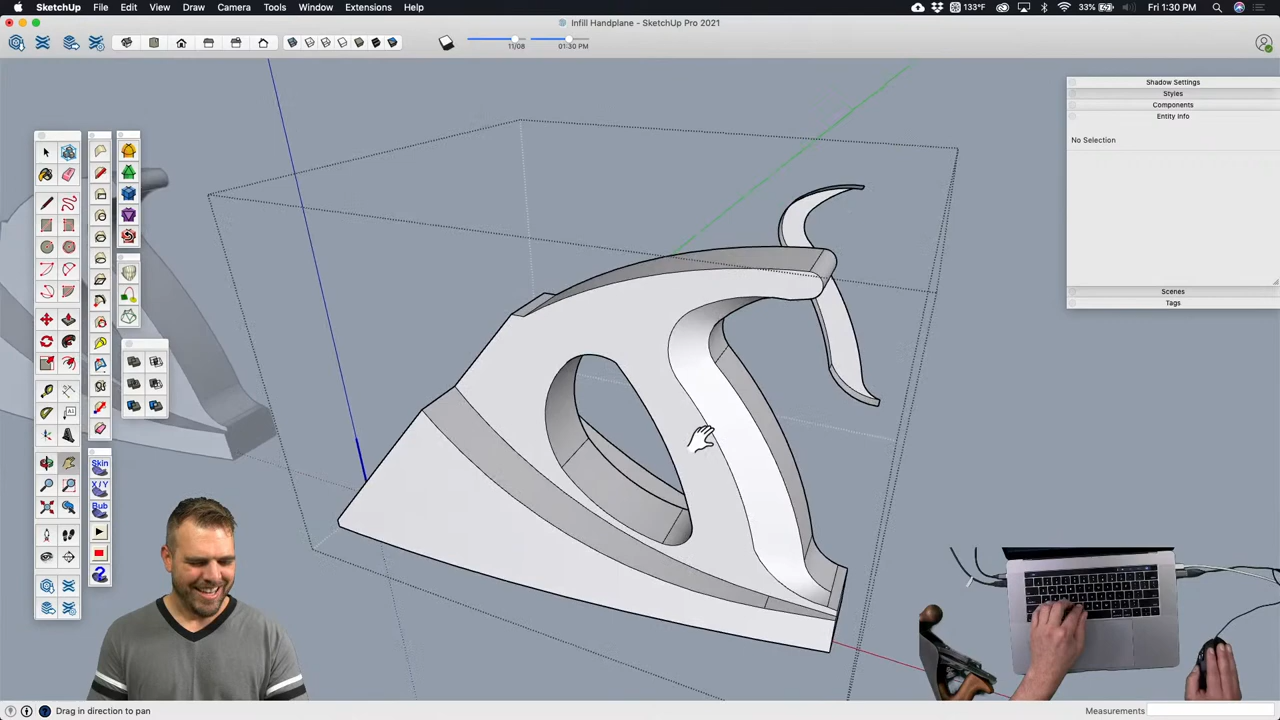 SketchUp File Edit View Draw Camera Tools Window Extensions Help 133°F 33% Fri 1:30 PM
Infill Handplane - SketchUp Pro 2021
11/08 01:30 PM
Shadow Settings
Styles
Components
Entity Info
No Selection
Scenes
Tags
A1
Skin
X/Y
Bub
Drag in direction to pan
Measurements